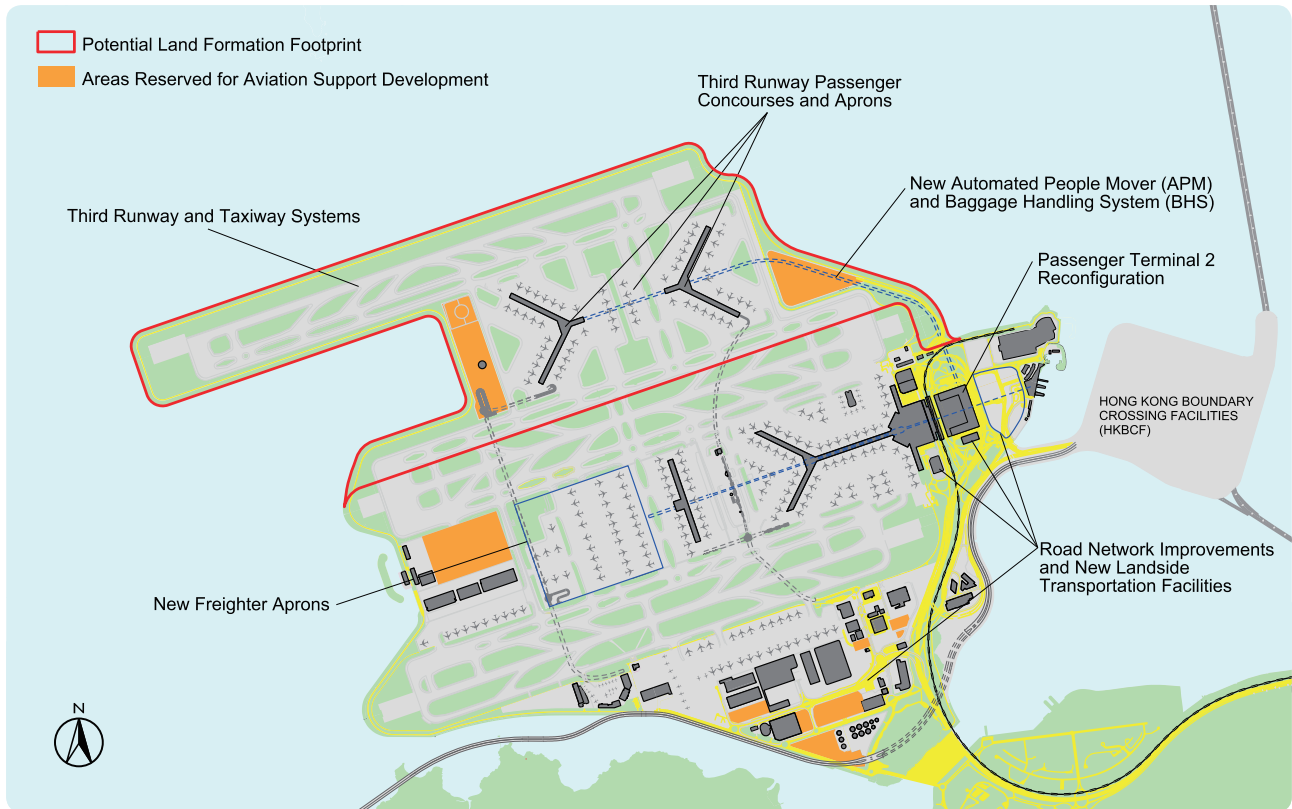 Potential Land Formation Footprint
Areas Reserved for Aviation Support Development
Third Runway Passenger
Concourses and Aprons
New Automated People Mover (APM)
and Baggage Handling System (BHS)
Third Runway and Taxiway Systems
Passenger Terminal 2
Reconfiguration
HONG KONG BOUNDARY
CROSSING FACILITIES
(HKBCF)
Road Network Improvements
and New Landside
Transportation Facilities
New Freighter Aprons
N